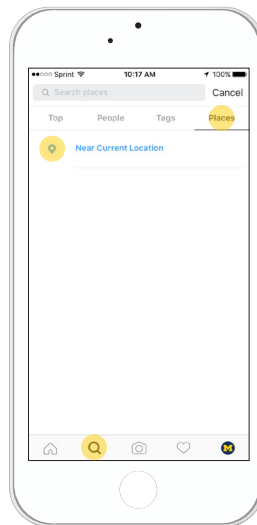 Sprint 10:17 AM 100%
Search places Cancel
Top People Tags Places
Near Current Location
M